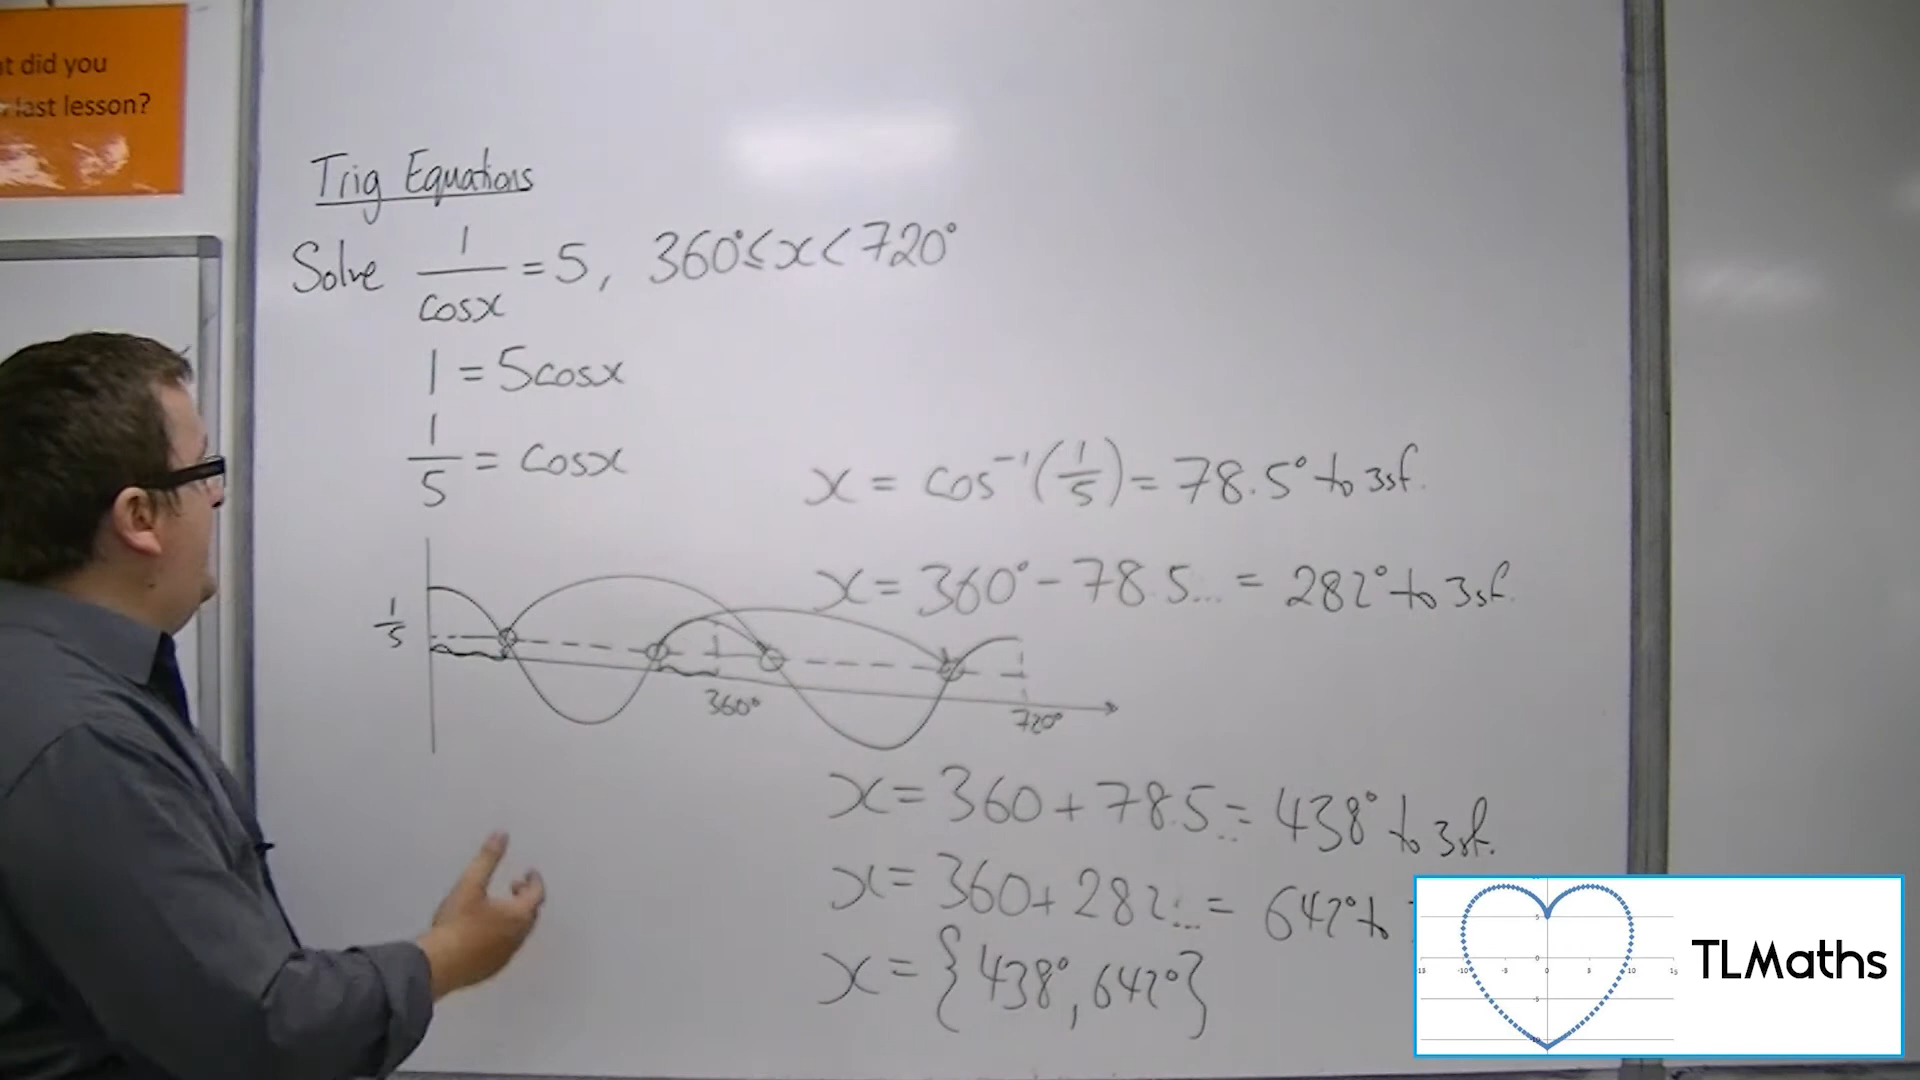 t did you
last lesson?
Trig Equations
Solve 1/cosx = 5, 360° ≤ x < 720°
1 = 5cosx
1/5 = cosx
x = cos⁻¹(1/5) = 78.5° to 3sf.
x = 360° - 78.5... = 282° to 3sf.
1/5
360°
720°
x = 360 + 78.5... = 438° to 3sf.
x = 360 + 282... = 642° to
x = {438°, 642°}
TLMaths